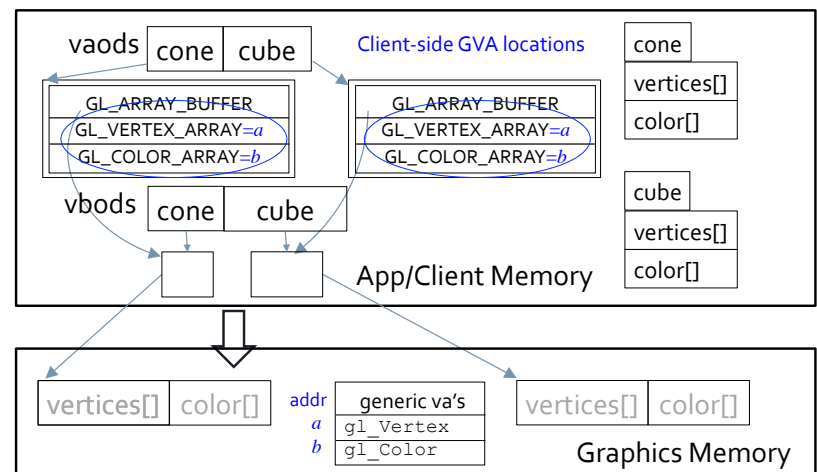 vaods cone cube Client-side GVA locations cone
vertices[]
color[]
GL_ARRAY_BUFFER GL_ARRAY_BUFFER
GL_VERTEX_ARRAY=a GL_VERTEX_ARRAY=a
GL_COLOR_ARRAY=b GL_COLOR_ARRAY=b
vbods cone cube cube
vertices[]
color[]
App/Client Memory
vertices[] color[] addr generic va's vertices[] color[]
a gl_Vertex
b gl_Color
Graphics Memory